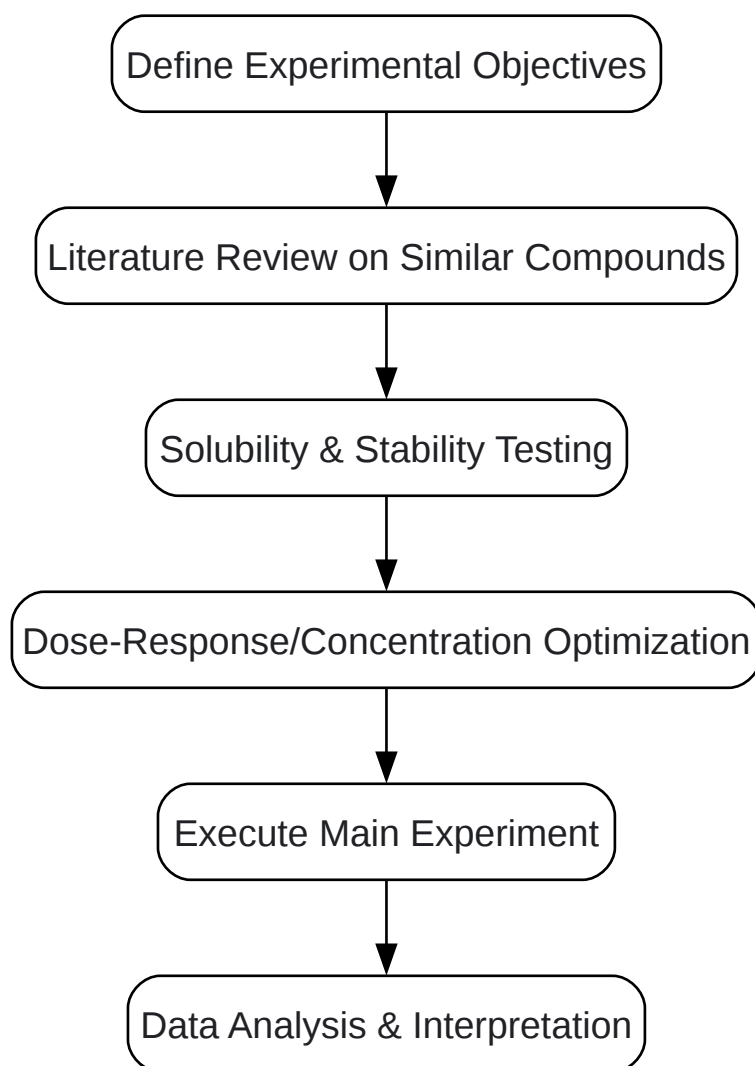 Define Experimental Objectives
Literature Review on Similar Compounds
Solubility & Stability Testing
Dose-Response/Concentration Optimization
Execute Main Experiment
Data Analysis & Interpretation